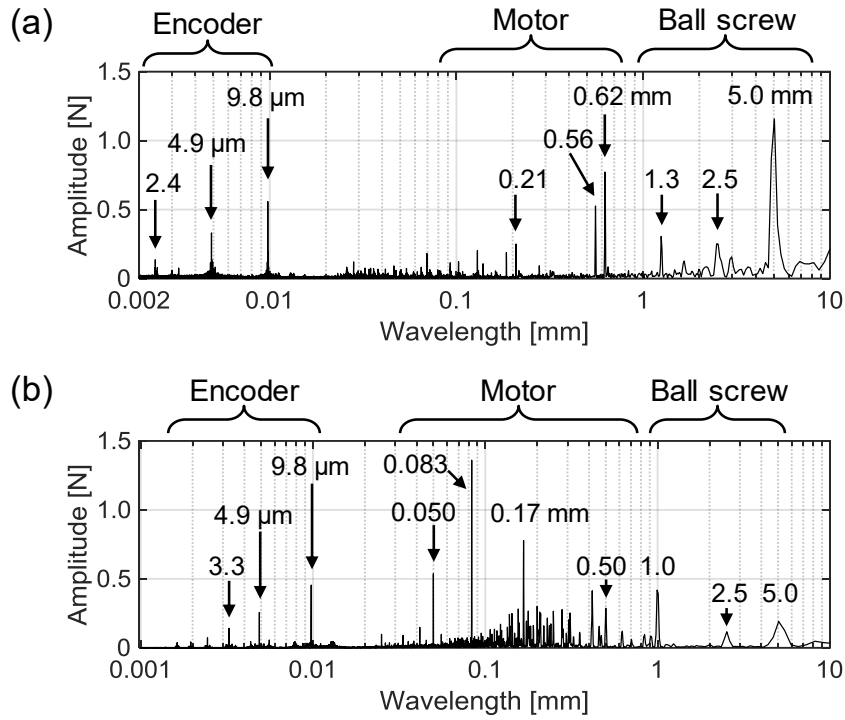 (a)
Encoder Motor Ball screw
1.5
1.0
0.5
0
Amplitude [N]
9.8 µm
4.9 µm
2.4
0.62 mm
0.56
0.21
5.0 mm
1.3
2.5
0.002 0.01 0.1 1 10
Wavelength [mm]
(b)
Encoder Motor Ball screw
1.5
1.0
0.5
0
Amplitude [N]
9.8 µm
4.9 µm
3.3
0.083
0.050
0.17 mm
0.50
1.0
2.5
5.0
0.001 0.01 0.1 1 10
Wavelength [mm]